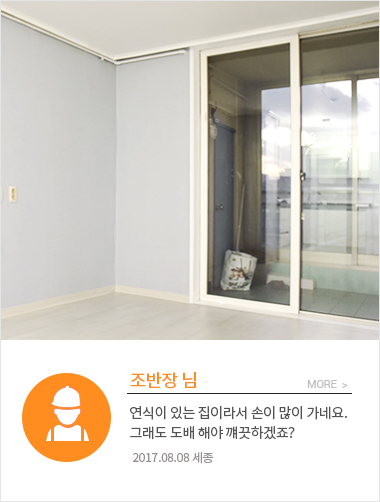 조반장 님
MORE >
연식이 있는 집이라서 손이 많이 가네요.
그래도 도배 해야 꺠끗하겠죠?
2017.08.08 세종